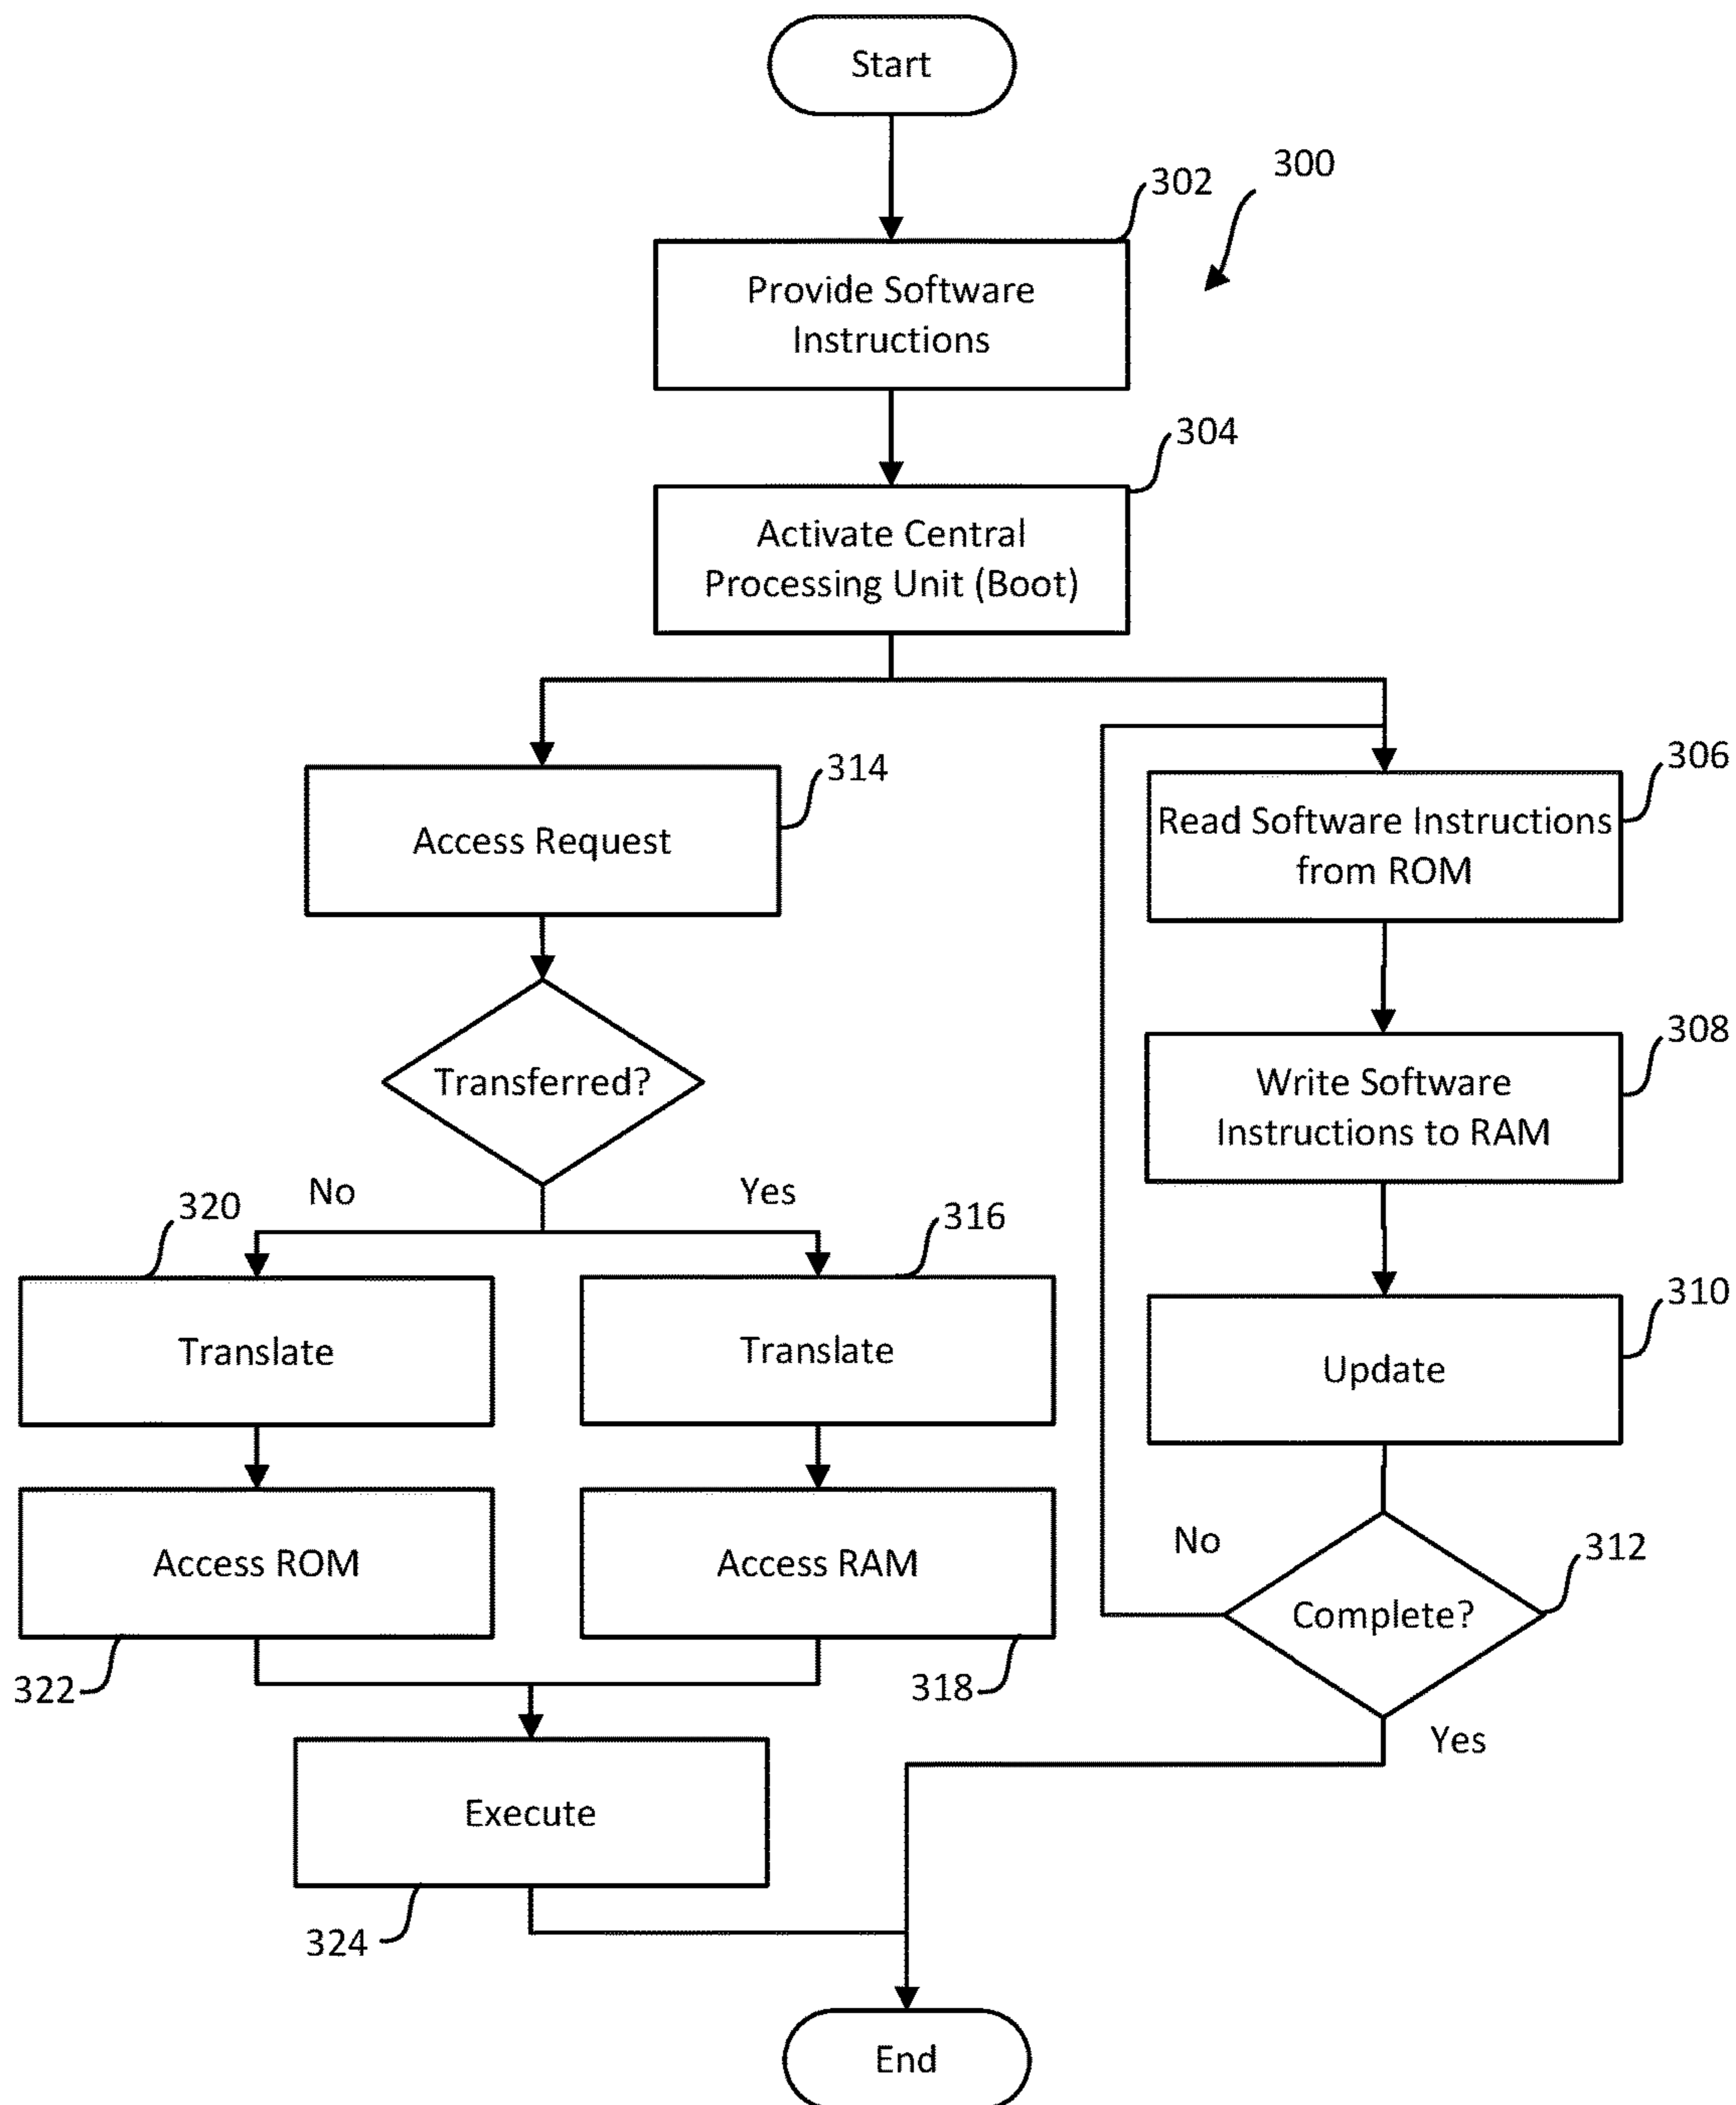 Start
300
302
Provide Software
Instructions
304
Activate Central
Processing Unit (Boot)
314
Access Request
306
Read Software Instructions
from ROM
Transferred?
308
Write Software
Instructions to RAM
No
Yes
320
Translate
316
Translate
310
Update
Access ROM
322
Access RAM
318
No
312
Complete?
Yes
Execute
324
End